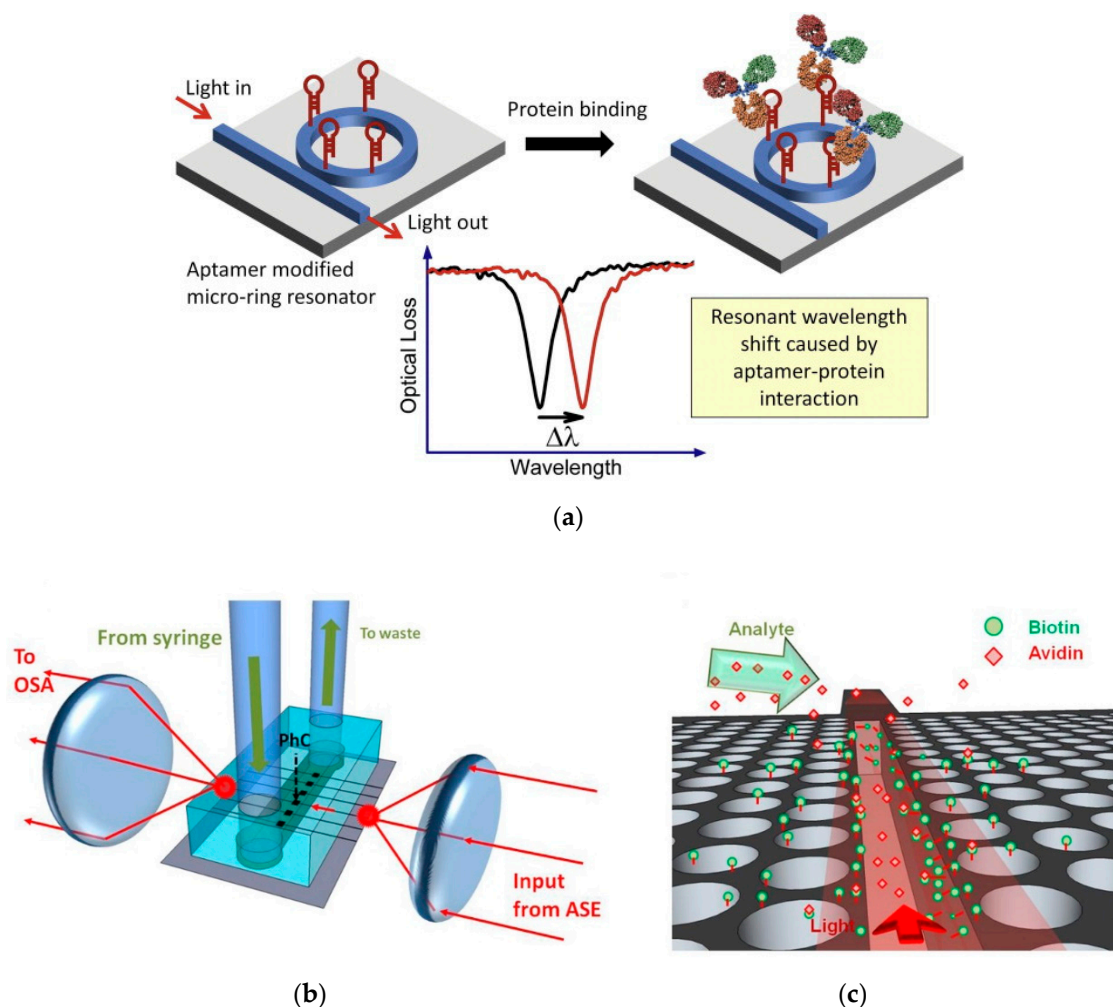 Light in
Protein binding
Light out
Aptamer modified
micro-ring resonator
Optical Loss
Δλ
Wavelength
Resonant wavelength
shift caused by
aptamer-protein
interaction
(a)
From syringe
To waste
To
OSA
PhC
Input
from ASE
(b)
Analyte
Biotin
Avidin
Light
(c)